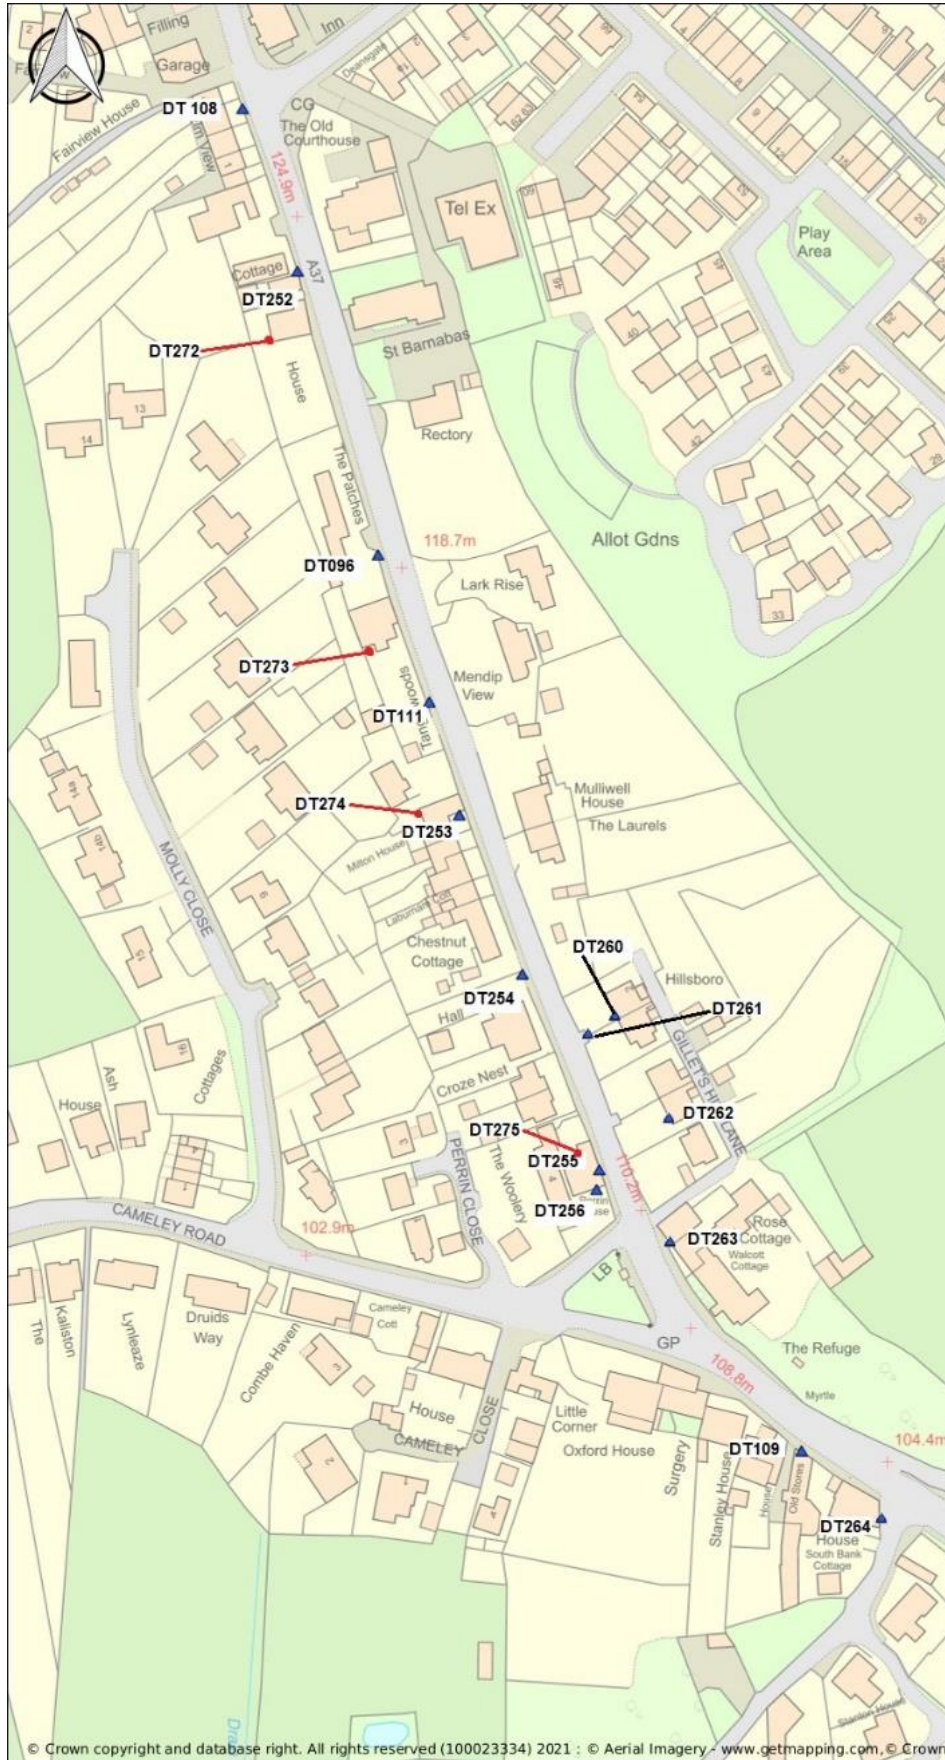 Filling
Inn
Garage
Deansgate
Fairview House
DT 108
CG
The Old
Courthouse
124.9m
Tel Ex
Play
Area
Cottage
A37
DT252
DT272
St Barnabas
House
Rectory
The Patches
118.7m
Allot Gdns
DT096
Lark Rise
DT273
Mendip
View
DT111
DT274
Mulliwell
House
The Laurels
DT253
Milton House
MOLLY CLOSE
Chestnut
Cottage
DT260
Hillsboro
DT254
DT261
Hall
Croze Nest
Ash
House
Cottages
DT262
DT275
DT255
PERRIN CLOSE
The Woolery
110.2m
DT256
CAMELEY ROAD
102.9m
DT263
Rose
Cottage
Walcott
Cottage
LB
The
Kaliston
Lynleaze
Druids
Way
Combe Haven
Cameley
Cott
GP
The Refuge
108.8m
Myrtle
House
CAMELEY
CLOSE
Little
Corner
Oxford House
Surgery
Stanley House
House
Old Stores
104.4m
DT109
DT264
House
South Bank
Cottage
© Crown copyright and database right. All rights reserved (100023334) 2021 : © Aerial Imagery - www.getmapping.com, © Crown